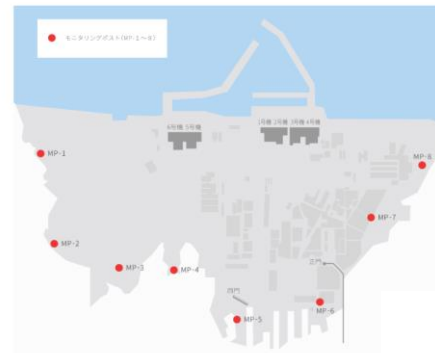 モニタリングポスト(MP-1～8)
6号機 5号機
1号機 2号機 3号機 4号機
MP-1
MP-8
MP-7
MP-2
正門
MP-3
MP-4
西門
MP-6
MP-5